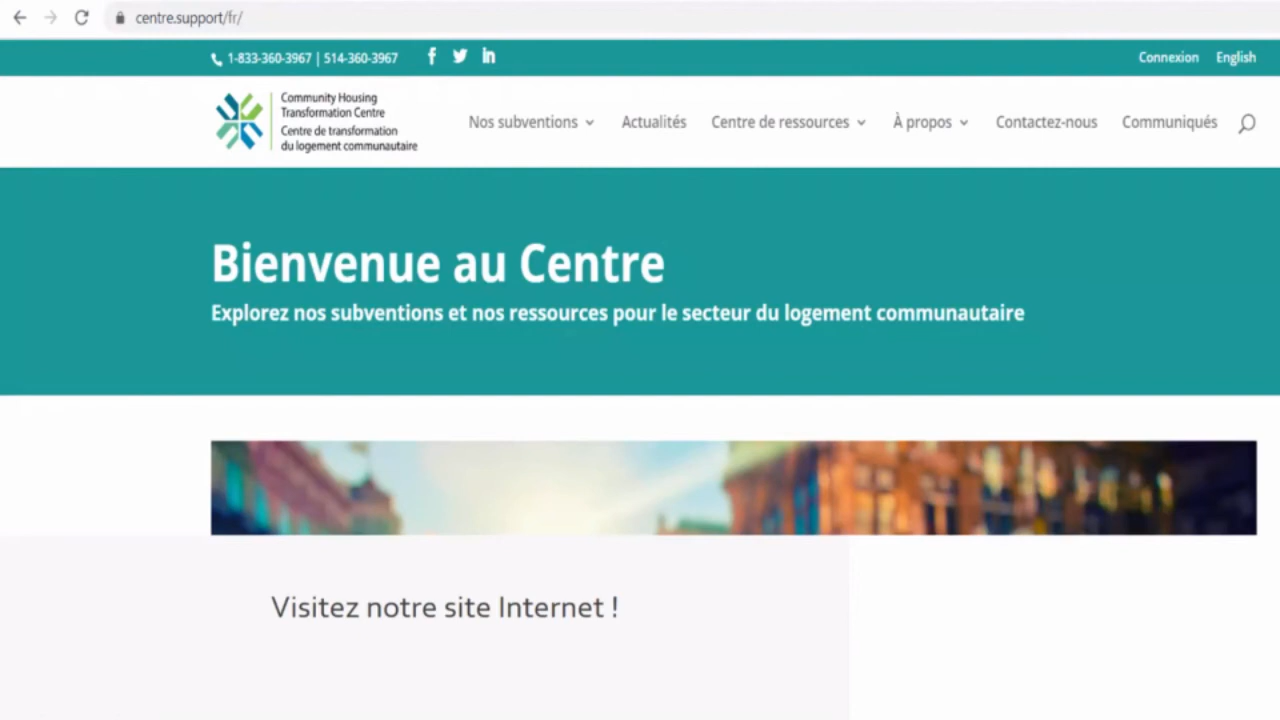 centre.support/fr/
1-833-360-3967 | 514-360-3967
Connexion English
Community Housing
Transformation Centre
Centre de transformation
du logement communautaire
Nos subventions Actualités Centre de ressources À propos Contactez-nous Communiqués
Bienvenue au Centre
Explorez nos subventions et nos ressources pour le secteur du logement communautaire
Visitez notre site Internet !